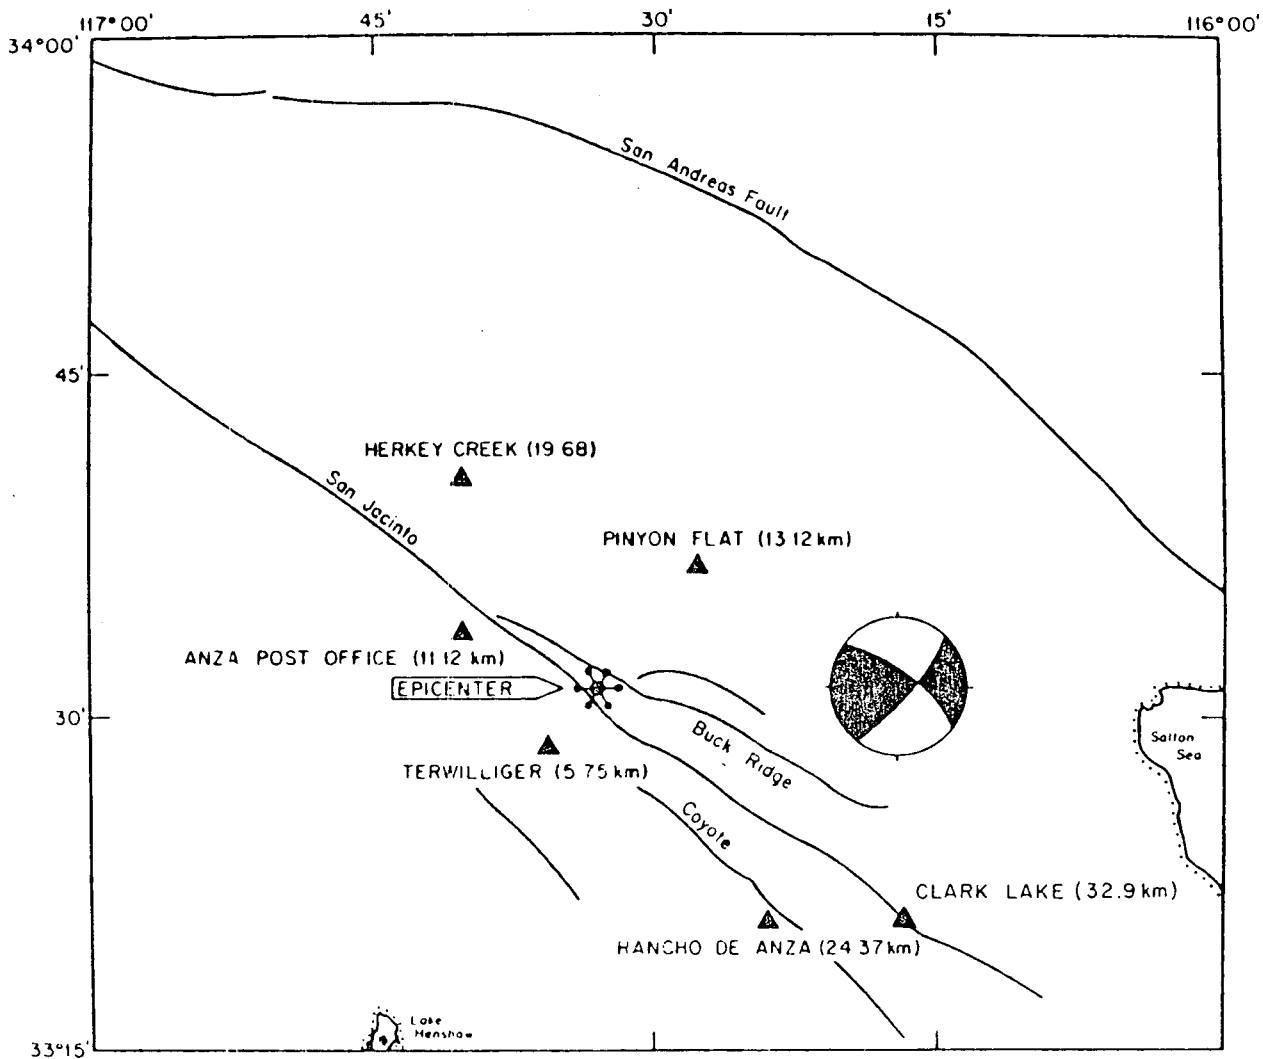 117°00' 45' 30' 15' 116°00'
34°00'
San Andreas Fault
45'
HERKEY CREEK (19 68)
San Jacinto
PINYON FLAT (13 12 km)
ANZA POST OFFICE (11 12 km)
EPICENTER
30'
Salton
Sea
Buck Ridge
TERWILLIGER (5 75 km)
Coyote
CLARK LAKE (32.9 km)
RANCHO DE ANZA (24 37 km)
Lake
Henshaw
33°15'